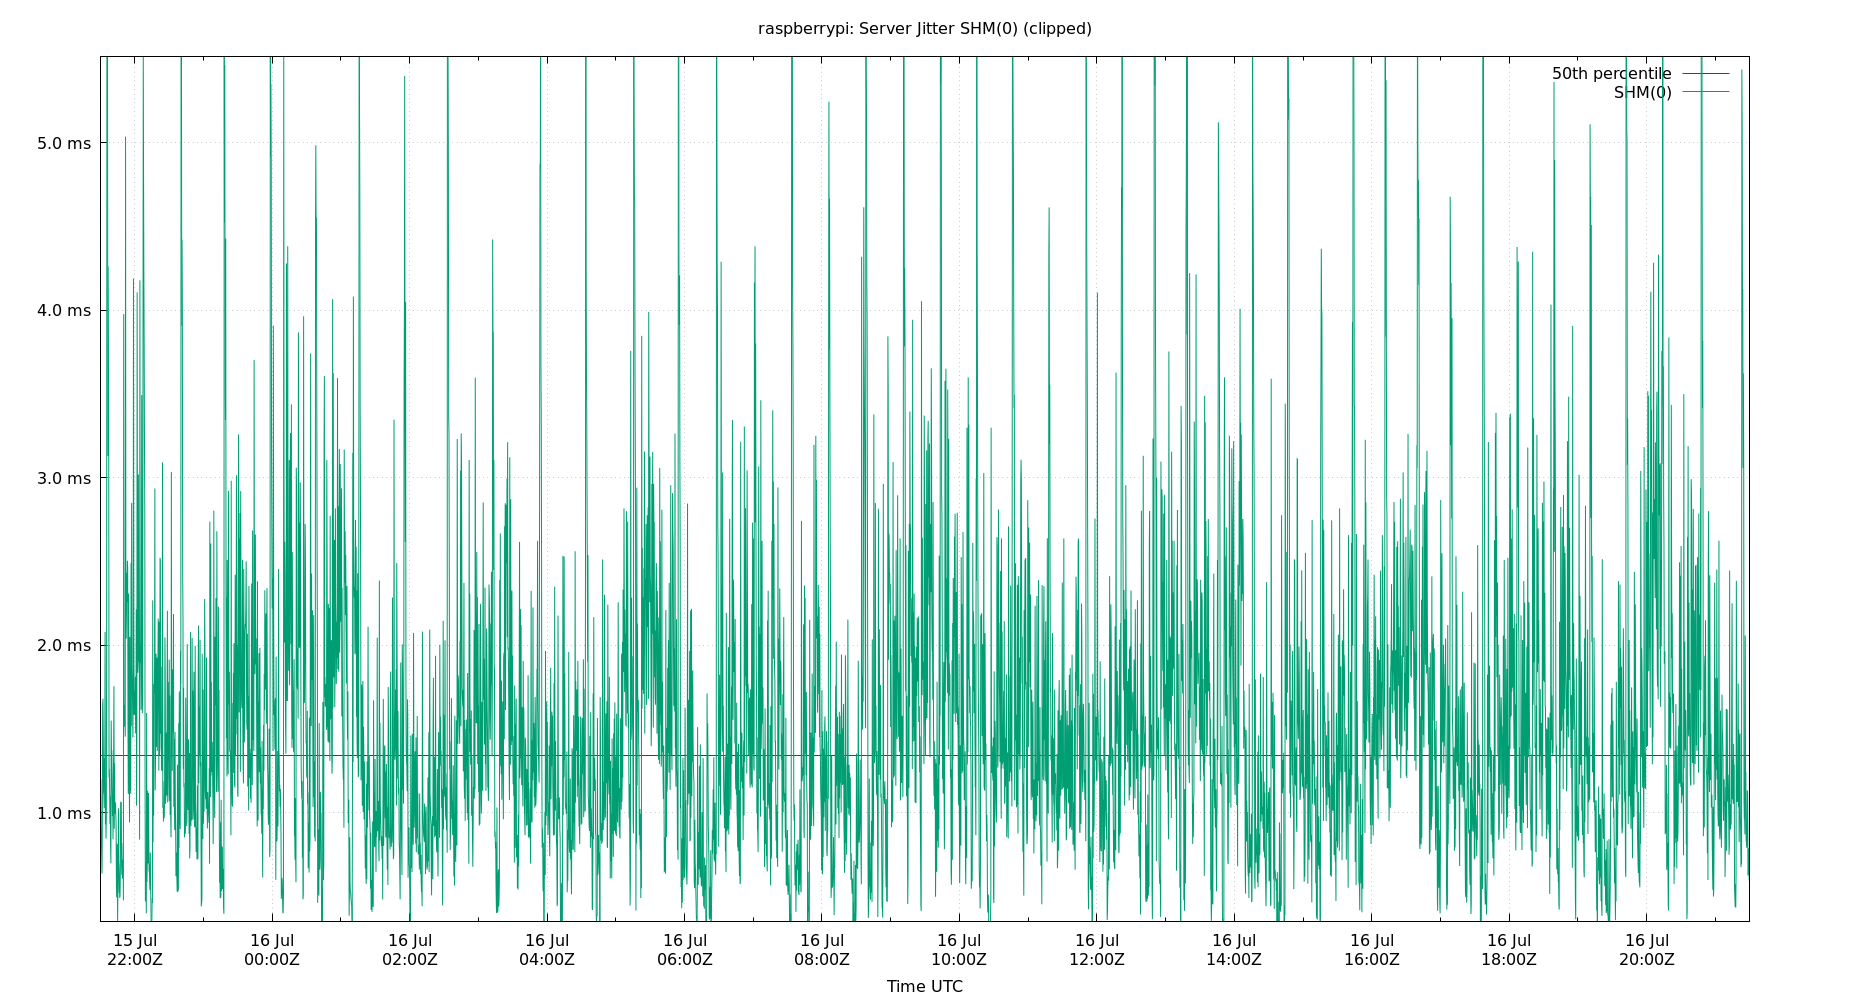 raspberrypi: Server Jitter SHM(0) (clipped)
50th percentile
SHM(0)
5.0 ms
4.0 ms
3.0 ms
2.0 ms
1.0 ms
15 Jul 16 Jul 16 Jul 16 Jul 16 Jul 16 Jul 16 Jul 16 Jul 16 Jul 16 Jul 16 Jul 16 Jul
22:00Z 00:00Z 02:00Z 04:00Z 06:00Z 08:00Z 10:00Z 12:00Z 14:00Z 16:00Z 18:00Z 20:00Z
Time UTC